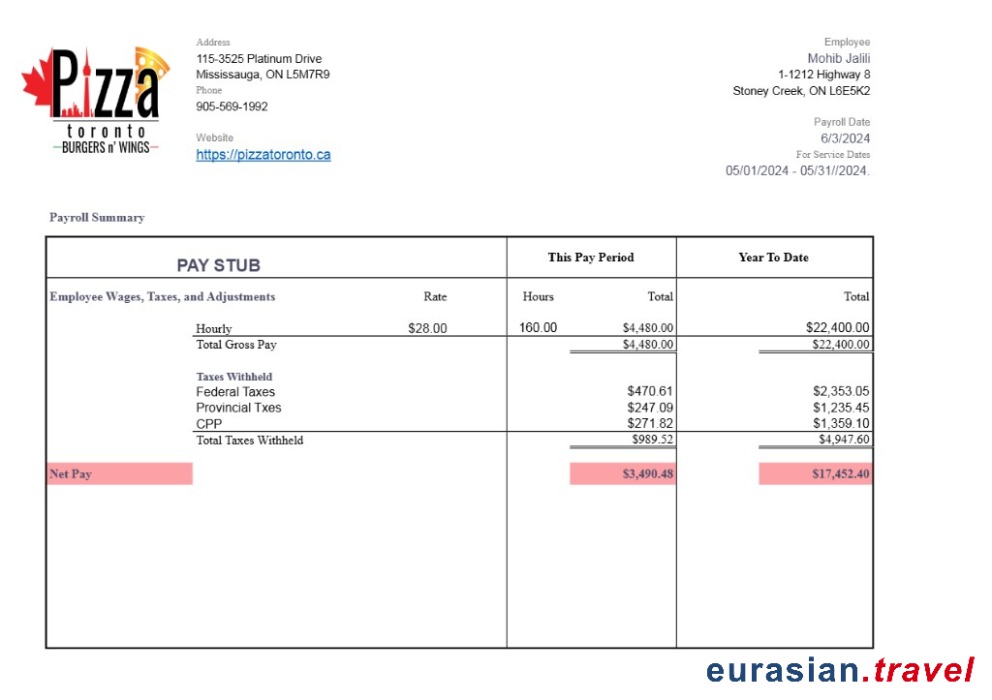 Pizza
toronto
BURGERS n' WINGS
Address
115-3525 Platinum Drive
Mississauga, ON L5M7R9
Phone
905-569-1992
Website
https://pizzatoronto.ca
Employee
Mohib Jalili
1-1212 Highway 8
Stoney Creek, ON L6E5K2
Payroll Date
6/3/2024
For Service Dates
05/01/2024 - 05/31//2024.
Payroll Summary
PAY STUB This Pay Period Year To Date
Employee Wages, Taxes, and Adjustments Rate Hours Total Total
Hourly $28.00 160.00 $4,480.00 $22,400.00
Total Gross Pay $4,480.00 $22,400.00
Taxes Withheld
Federal Taxes $470.61 $2,353.05
Provincial Txes $247.09 $1,235.45
CPP $271.82 $1,359.10
Total Taxes Withheld $989.52 $4,947.60
Net Pay $3,490.48 $17,452.40
eurasian.travel